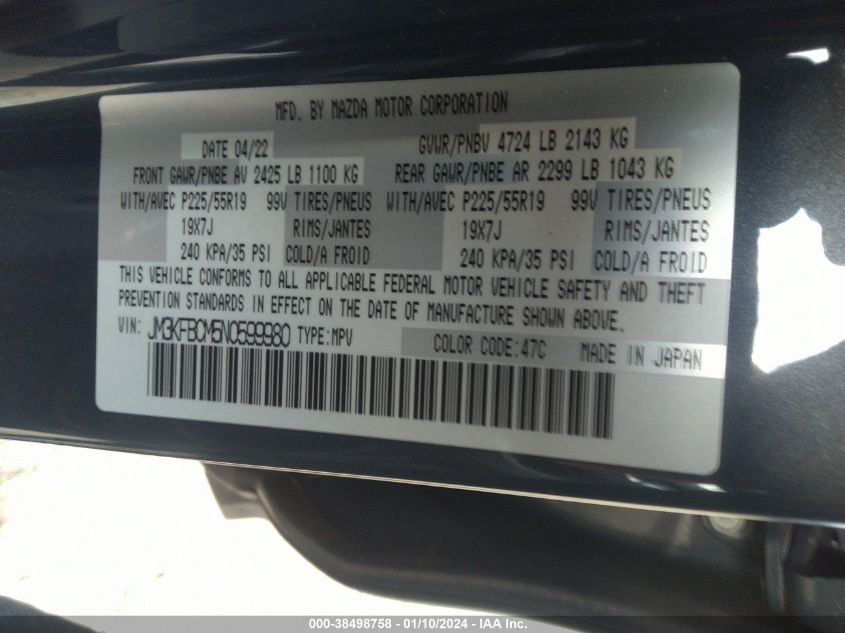 MFD. BY MAZDA MOTOR CORPORATION
DATE 04/22 GVWR/PNBV 4724 LB 2143 KG
FRONT GAWR/PNBE AV 2425 LB 1100 KG REAR GAWR/PNBE AR 2299 LB 1043 KG
WITH/AVEC P225/55R19 99V TIRES/PNEUS WITH/AVEC P225/55R19 99V TIRES/PNEUS
19X7J RIMS/JANTES 19X7J RIMS/JANTES
240 KPA/35 PSI COLD/A FROID 240 KPA/35 PSI COLD/A FROID
THIS VEHICLE CONFORMS TO ALL APPLICABLE FEDERAL MOTOR VEHICLE SAFETY AND THEFT
PREVENTION STANDARDS IN EFFECT ON THE DATE OF MANUFACTURE SHOWN ABOVE.
VIN: JM3KFBCM5N0599980 TYPE:MPV
COLOR CODE:47C MADE IN JAPAN
000-38498758 - 01/10/2024 - IAA Inc.